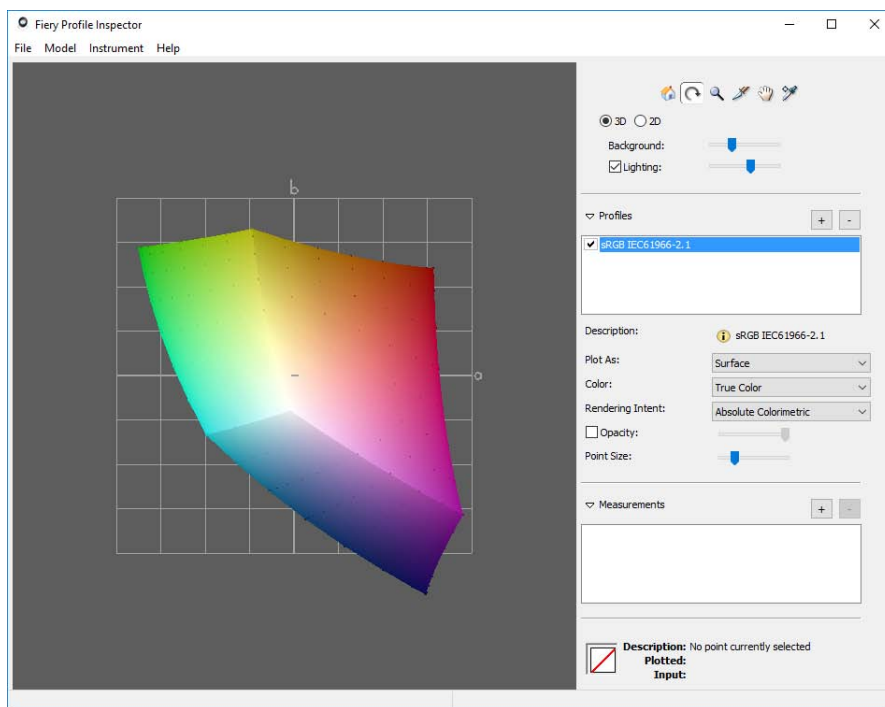 Fiery Profile Inspector
File Model Instrument Help
3D 2D
Background:
Lighting:
b
Profiles
+ -
sRGB IEC61966-2.1
Description: sRGB IEC61966-2.1
Plot As: Surface
a
Color: True Color
Rendering Intent: Absolute Colorimetric
Opacity:
Point Size:
Measurements
+ -
Description: No point currently selected
Plotted:
Input: